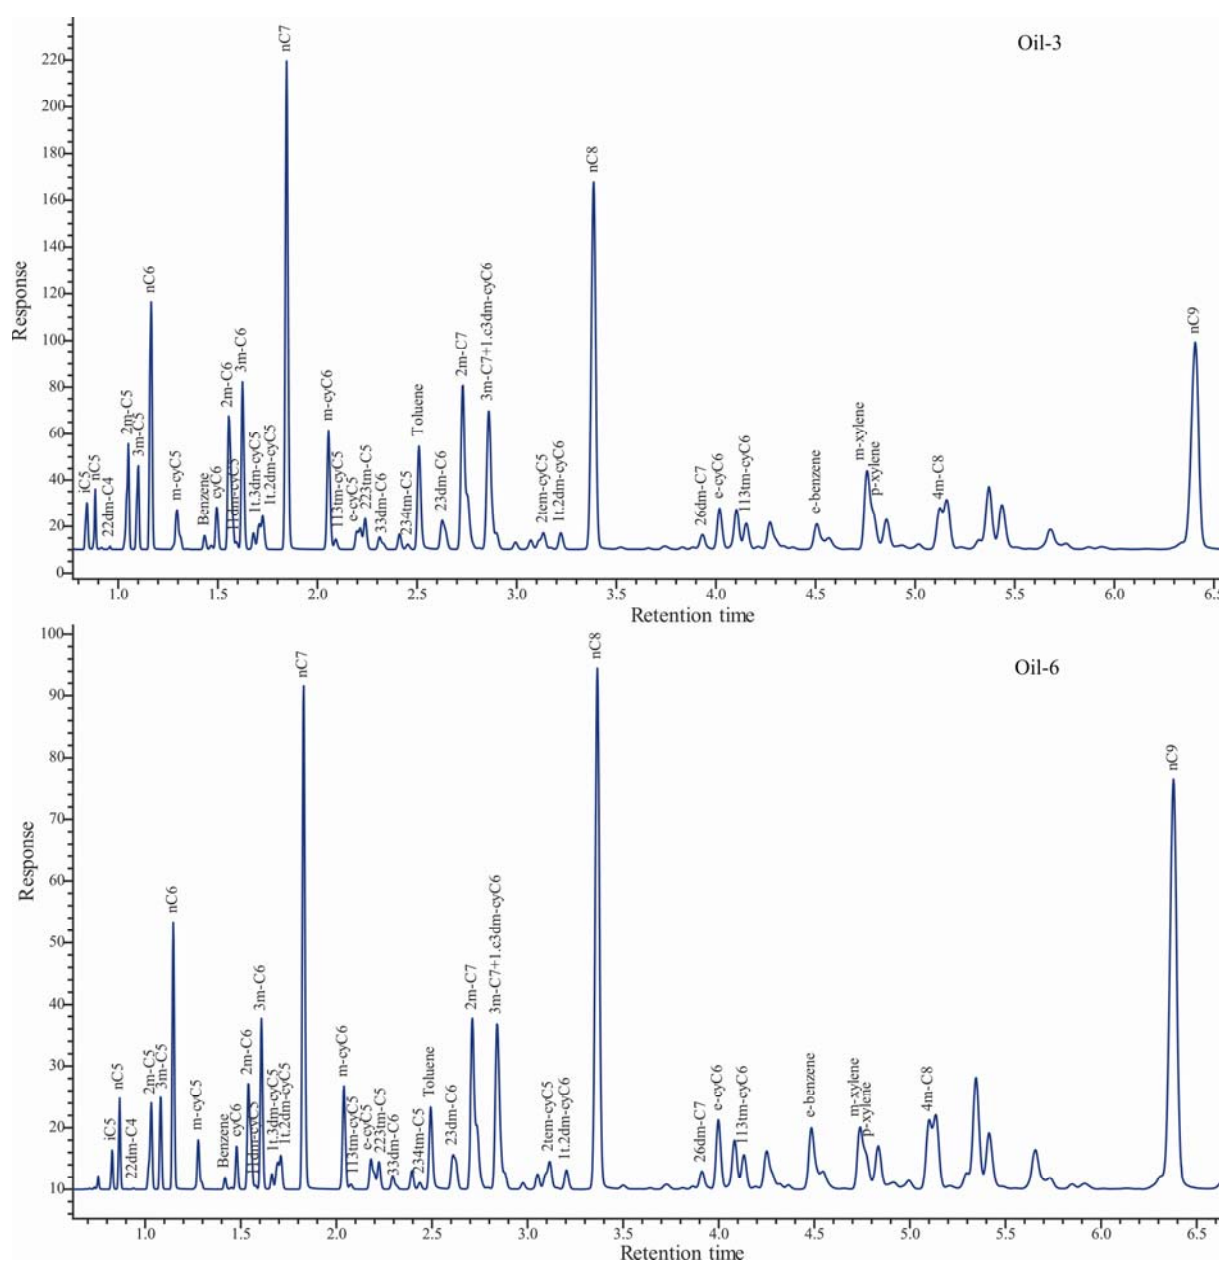 Oil-3
Response
220
200
180
160
140
120
100
80
60
40
20
0
iC5
nC5
22dm-C4
2m-C5
3m-C5
nC6
m-cyC5
Benzene
cyC6
2m-C6
11dm-cyC5
3m-C6
1t.3dm-cyC5
1t.2dm-cyC5
nC7
m-cyC6
113tm-cyC5
e-cyC5
223tm-C5
33dm-C6
234tm-C5
Toluene
23dm-C6
2m-C7
3m-C7+1.c3dm-cyC6
2tem-cyC5
1t.2dm-cyC6
nC8
26dm-C7
e-cyC6
113tm-cyC6
e-benzene
m-xylene
p-xylene
4m-C8
nC9
1.0 1.5 2.0 2.5 3.0 3.5 4.0 4.5 5.0 5.5 6.0 6.5
Retention time
Oil-6
Response
100
90
80
70
60
50
40
30
20
10
iC5
nC5
22dm-C4
2m-C5
3m-C5
nC6
m-cyC5
Benzene
cyC6
2m-C6
11dm-cyC5
3m-C6
1t.3dm-cyC5
1t.2dm-cyC5
nC7
m-cyC6
113tm-cyC5
e-cyC5
223tm-C5
33dm-C6
234tm-C5
Toluene
23dm-C6
2m-C7
3m-C7+1.c3dm-cyC6
2tem-cyC5
1t.2dm-cyC6
nC8
26dm-C7
e-cyC6
113tm-cyC6
e-benzene
m-xylene
p-xylene
4m-C8
nC9
1.0 1.5 2.0 2.5 3.0 3.5 4.0 4.5 5.0 5.5 6.0 6.5
Retention time